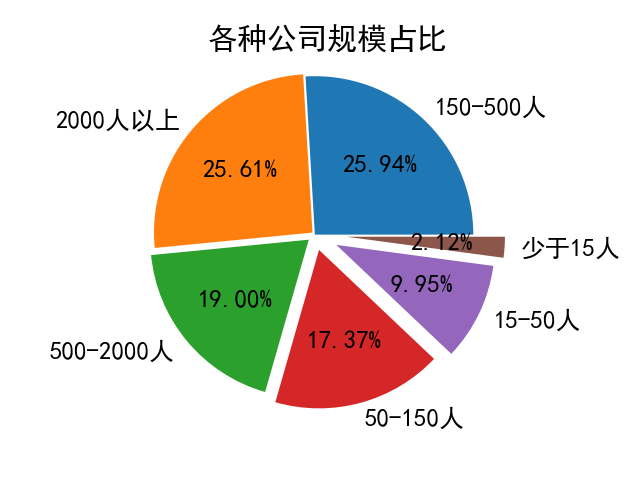 各种公司规模占比
150-500人
25.94%
2000人以上
25.61%
500-2000人
19.00%
50-150人
17.37%
15-50人
9.95%
少于15人
2.12%